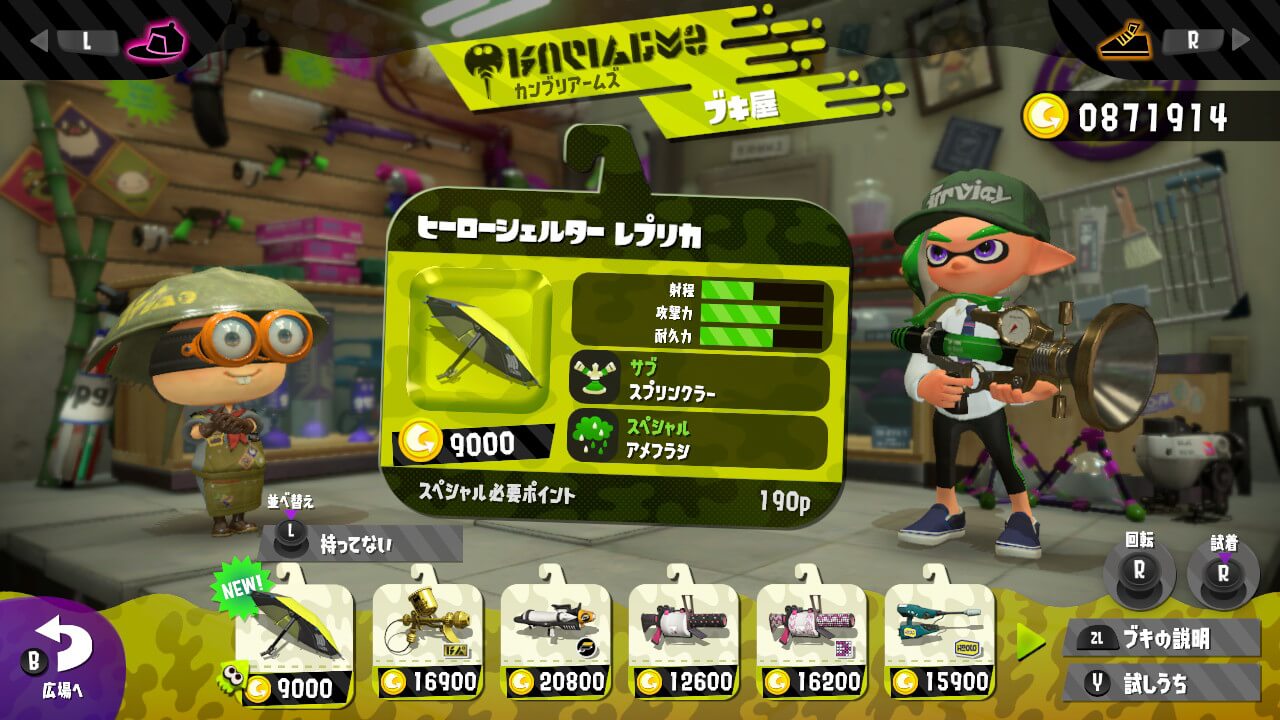 L
R
カンブリアームズ
ブキ屋
0871914
ヒーローシェルター レプリカ
射程
攻撃力
耐久力
サブ
スプリンクラー
スペシャル
アメフラシ
9000
スペシャル必要ポイント
190p
並べ替え
L
持ってない
回転
R
試着
R
NEW!
9000
16900
20800
12600
16200
15900
B
広場へ
ZL
ブキの説明
Y
試しうち